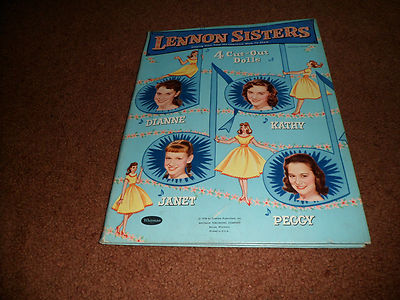 LENNON SISTERS
4 Cut-Out
Dolls
DIANNE
KATHY
JANET
PEGGY
Whitman